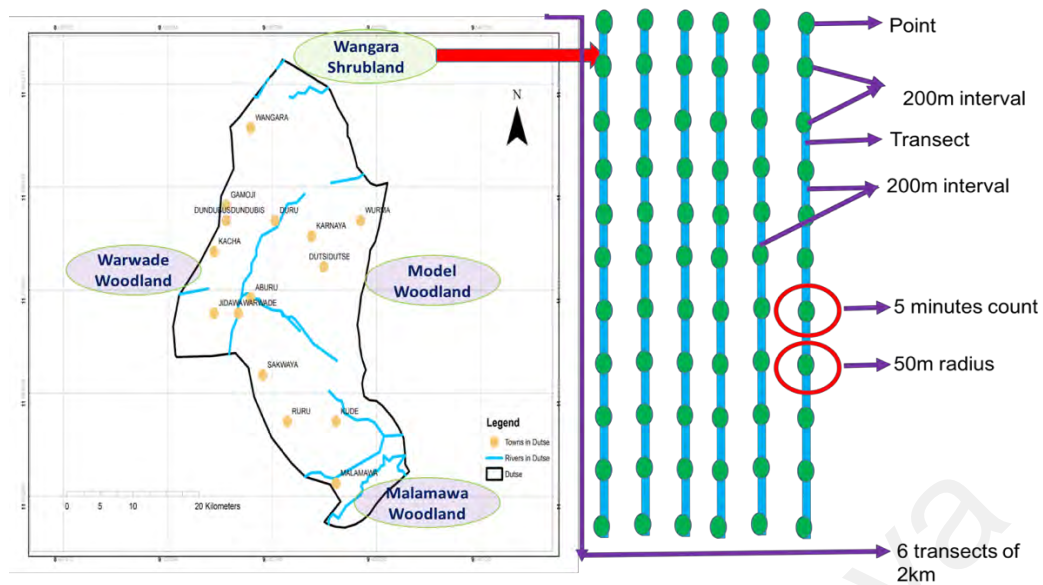 Wangara
Shrubland
N
WANGARA
GAMOJI
DUNDUBUSDUNDUBIS
DURU
WURMA
KARNAYA
KACHA
DUTSIDUTSE
Warwade
Woodland
Model
Woodland
ABURU
JIDAWAWARWADE
SAKWAYA
RURU
KUDE
MALAMAWA
Legend
Towns in Dutse
Rivers in Dutse
Dutse
0 5 10 20 Kilometers
Malamawa
Woodland
Point
200m interval
Transect
200m interval
5 minutes count
50m radius
6 transects of
2km